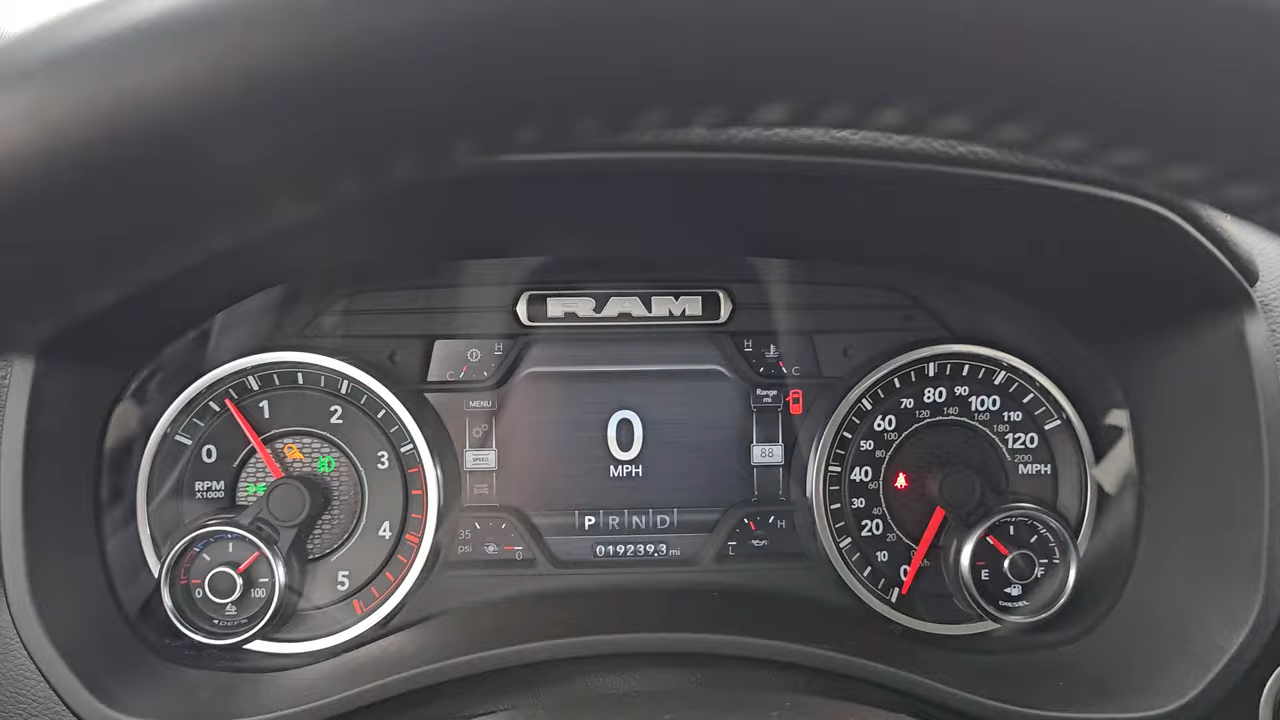 RAM
H
C
H
C
MENU
Range
mi
SPEED
88
0
MPH
P R N D
019239.3 mi
35
psi
0
H
L
0 1 2 3 4 5
RPM
X1000
0 100
DEF%
0 10 20 30 40 50 60 70 80 90 100 110 120
MPH
60 80 100 120 140 160 180 200
E F
DIESEL